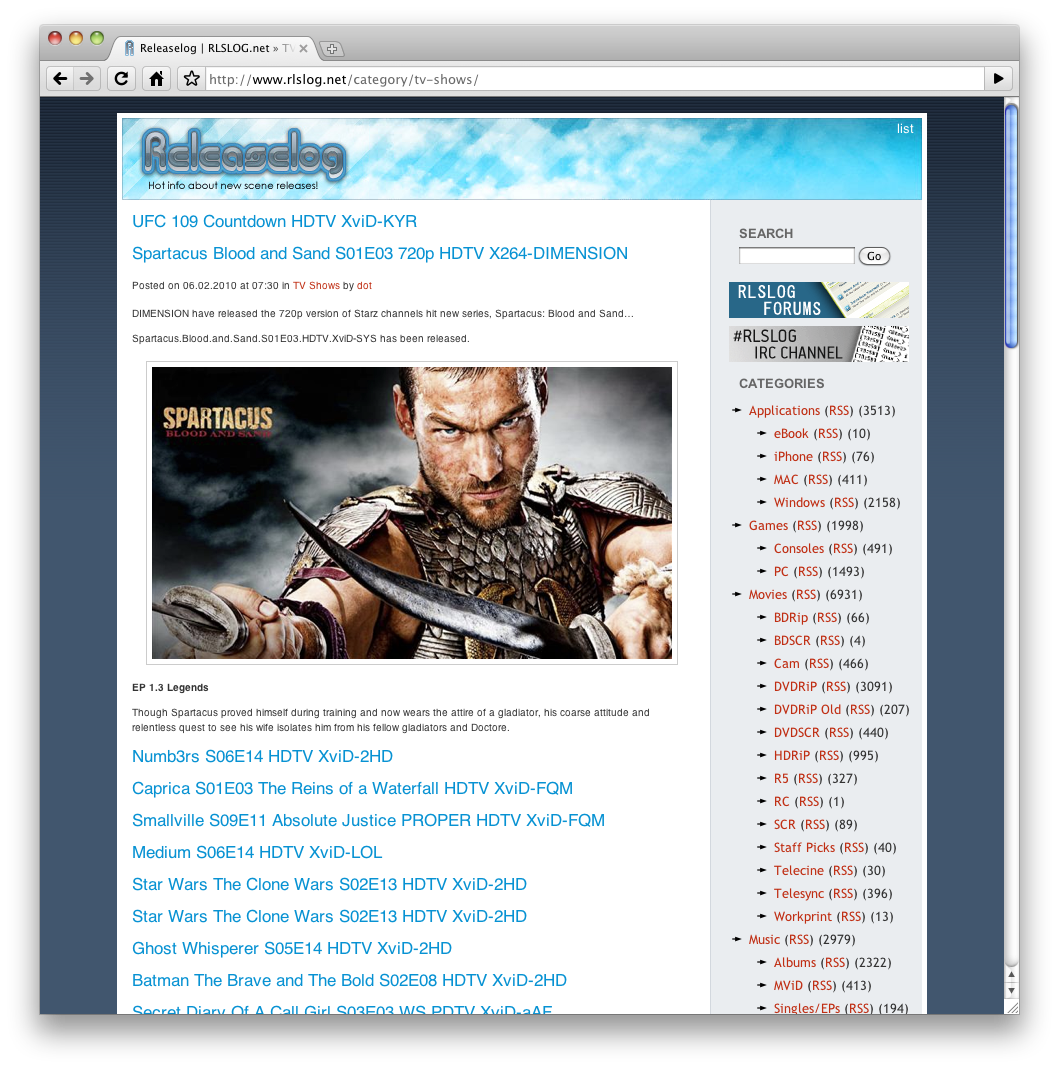 Releaselog | RLSLOG.net » TV
http://www.rlslog.net/category/tv-shows/
list
Releaselog
Hot info about new scene releases!
UFC 109 Countdown HDTV XviD-KYR
Spartacus Blood and Sand S01E03 720p HDTV X264-DIMENSION
Posted on 06.02.2010 at 07:30 in TV Shows by dot
DIMENSION have released the 720p version of Starz channels hit new series, Spartacus: Blood and Sand…
Spartacus.Blood.and.Sand.S01E03.HDTV.XviD-SYS has been released.
SPARTACUS
BLOOD AND SAND
EP 1.3 Legends
Though Spartacus proved himself during training and now wears the attire of a gladiator, his coarse attitude and
relentless quest to see his wife isolates him from his fellow gladiators and Doctore.
Numb3rs S06E14 HDTV XviD-2HD
Caprica S01E03 The Reins of a Waterfall HDTV XviD-FQM
Smallville S09E11 Absolute Justice PROPER HDTV XviD-FQM
Medium S06E14 HDTV XviD-LOL
Star Wars The Clone Wars S02E13 HDTV XviD-2HD
Star Wars The Clone Wars S02E13 HDTV XviD-2HD
Ghost Whisperer S05E14 HDTV XviD-2HD
Batman The Brave and The Bold S02E08 HDTV XviD-2HD
Secret Diary Of A Call Girl S03E03 WS PDTV XviD-aAF
SEARCH
Go
RLSLOG
FORUMS
#RLSLOG
IRC CHANNEL
CATEGORIES
Applications (RSS) (3513)
eBook (RSS) (10)
iPhone (RSS) (76)
MAC (RSS) (411)
Windows (RSS) (2158)
Games (RSS) (1998)
Consoles (RSS) (491)
PC (RSS) (1493)
Movies (RSS) (6931)
BDRip (RSS) (66)
BDSCR (RSS) (4)
Cam (RSS) (466)
DVDRiP (RSS) (3091)
DVDRiP Old (RSS) (207)
DVDSCR (RSS) (440)
HDRiP (RSS) (995)
R5 (RSS) (327)
RC (RSS) (1)
SCR (RSS) (89)
Staff Picks (RSS) (40)
Telecine (RSS) (30)
Telesync (RSS) (396)
Workprint (RSS) (13)
Music (RSS) (2979)
Albums (RSS) (2322)
MViD (RSS) (413)
Singles/EPs (RSS) (194)